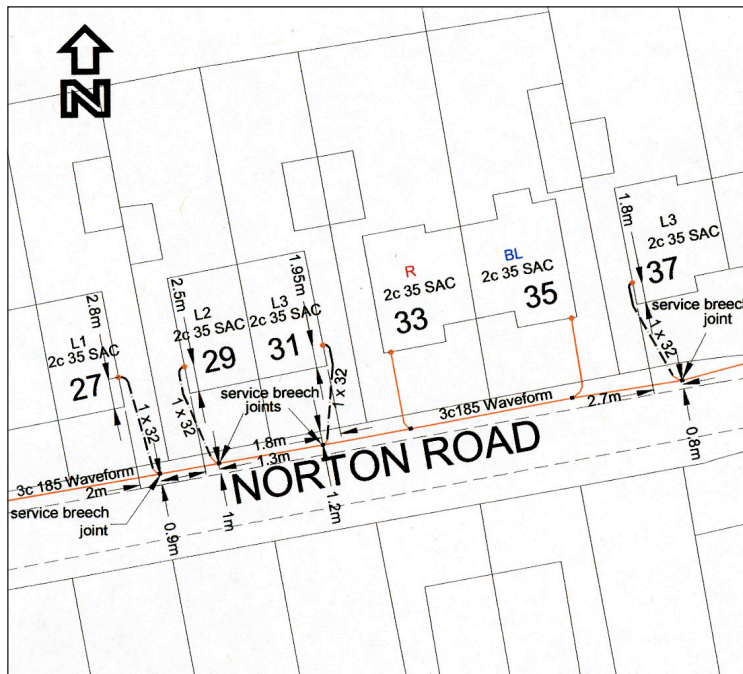 N
1.8m
L3
2c 35 SAC
37
R
2c 35 SAC
33
BL
2c 35 SAC
35
1.95m
L3
2c 35 SAC
31
2.5m
L2
2c 35 SAC
29
2.8m
L1
2c 35 SAC
27
service breech
joint
1 x 32
1 x 32
1 x 32
1 x 32
service breech
joints
3c185 Waveform
2.7m
1.8m
1.3m
NORTON ROAD
0.8m
3c 185 Waveform
2m
service breech
joint
0.9m
1m
1.2m